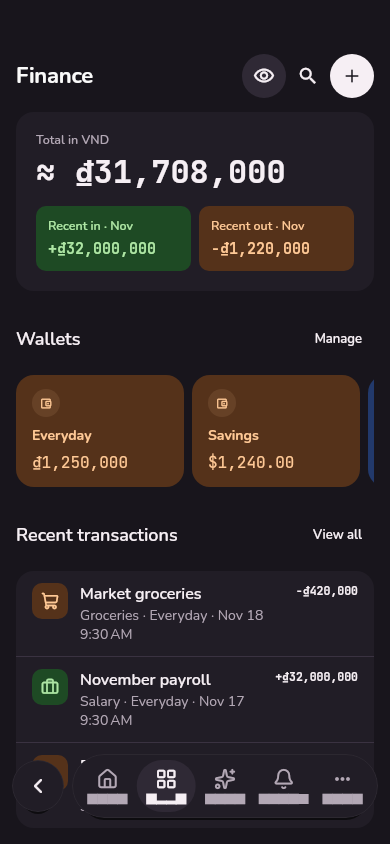 Finance
Total in VND
≈ ₫31,708,000
Recent in · Nov
+₫32,000,000
Recent out · Nov
-₫1,220,000
Wallets
Manage
Everyday
₫1,250,000
Savings
$1,240.00
Recent transactions
View all
Market groceries
-₫420,000
Groceries · Everyday · Nov 18
9:30 AM
November payroll
+₫32,000,000
Salary · Everyday · Nov 17
9:30 AM